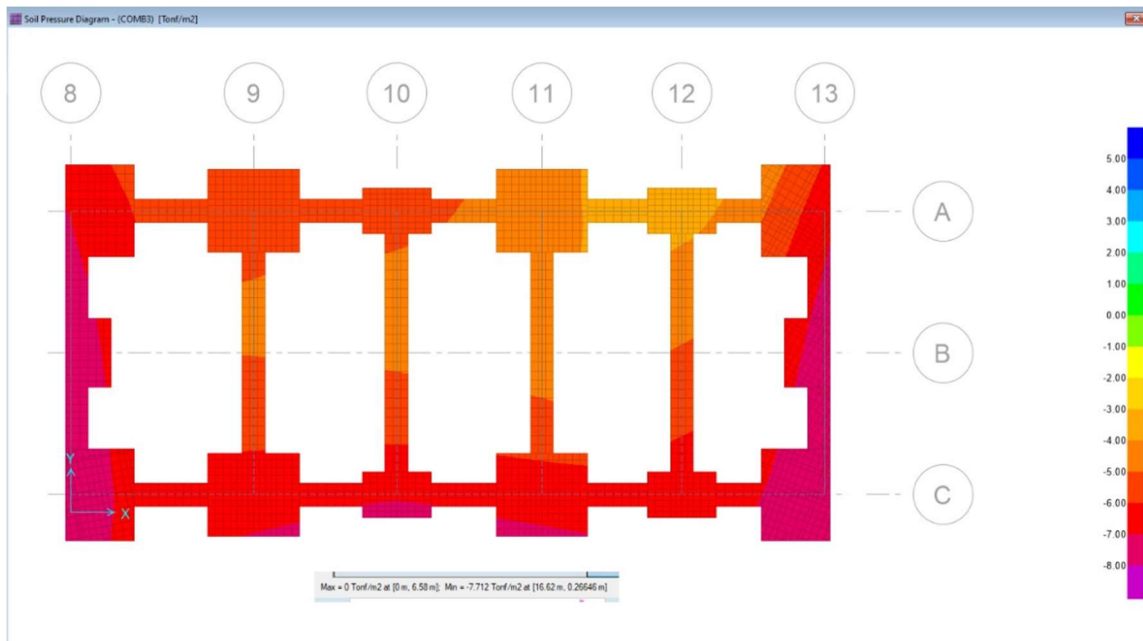 Soil Pressure Diagram - (COMB3) [Tonf/m2]
8 9 10 11 12 13
A
B
C
Y
X
5.00
4.00
3.00
2.00
1.00
0.00
-1.00
-2.00
-3.00
-4.00
-5.00
-6.00
-7.00
-8.00
Max = 0 Tonf/m2 at [0 m, 6.58 m]; Min = -7.712 Tonf/m2 at [16.62 m, 0.26646 m]